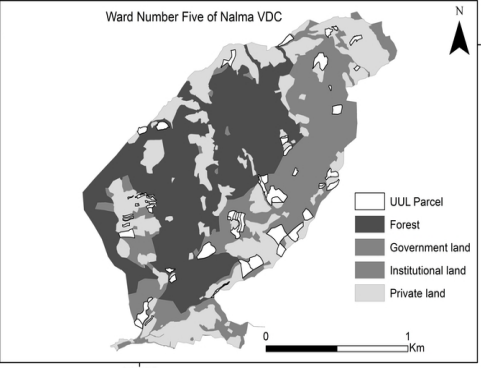 Ward Number Five of Nalma VDC
N
UUL Parcel
Forest
Government land
Institutional land
Private land
0 1
Km